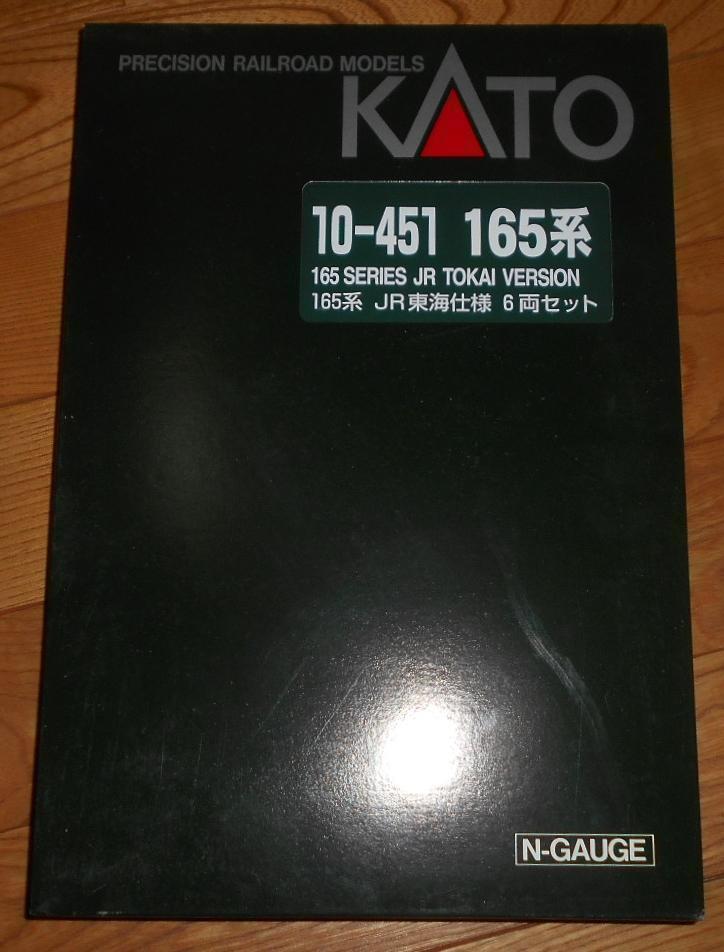 PRECISION RAILROAD MODELS
KATO
10-451 165系
165 SERIES JR TOKAI VERSION
165系 JR東海仕様 6両セット
N-GAUGE